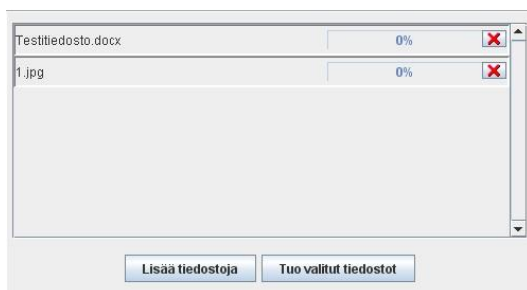 Testitiedosto.docx 0%
1.jpg 0%
Lisää tiedostoja Tuo valitut tiedostot